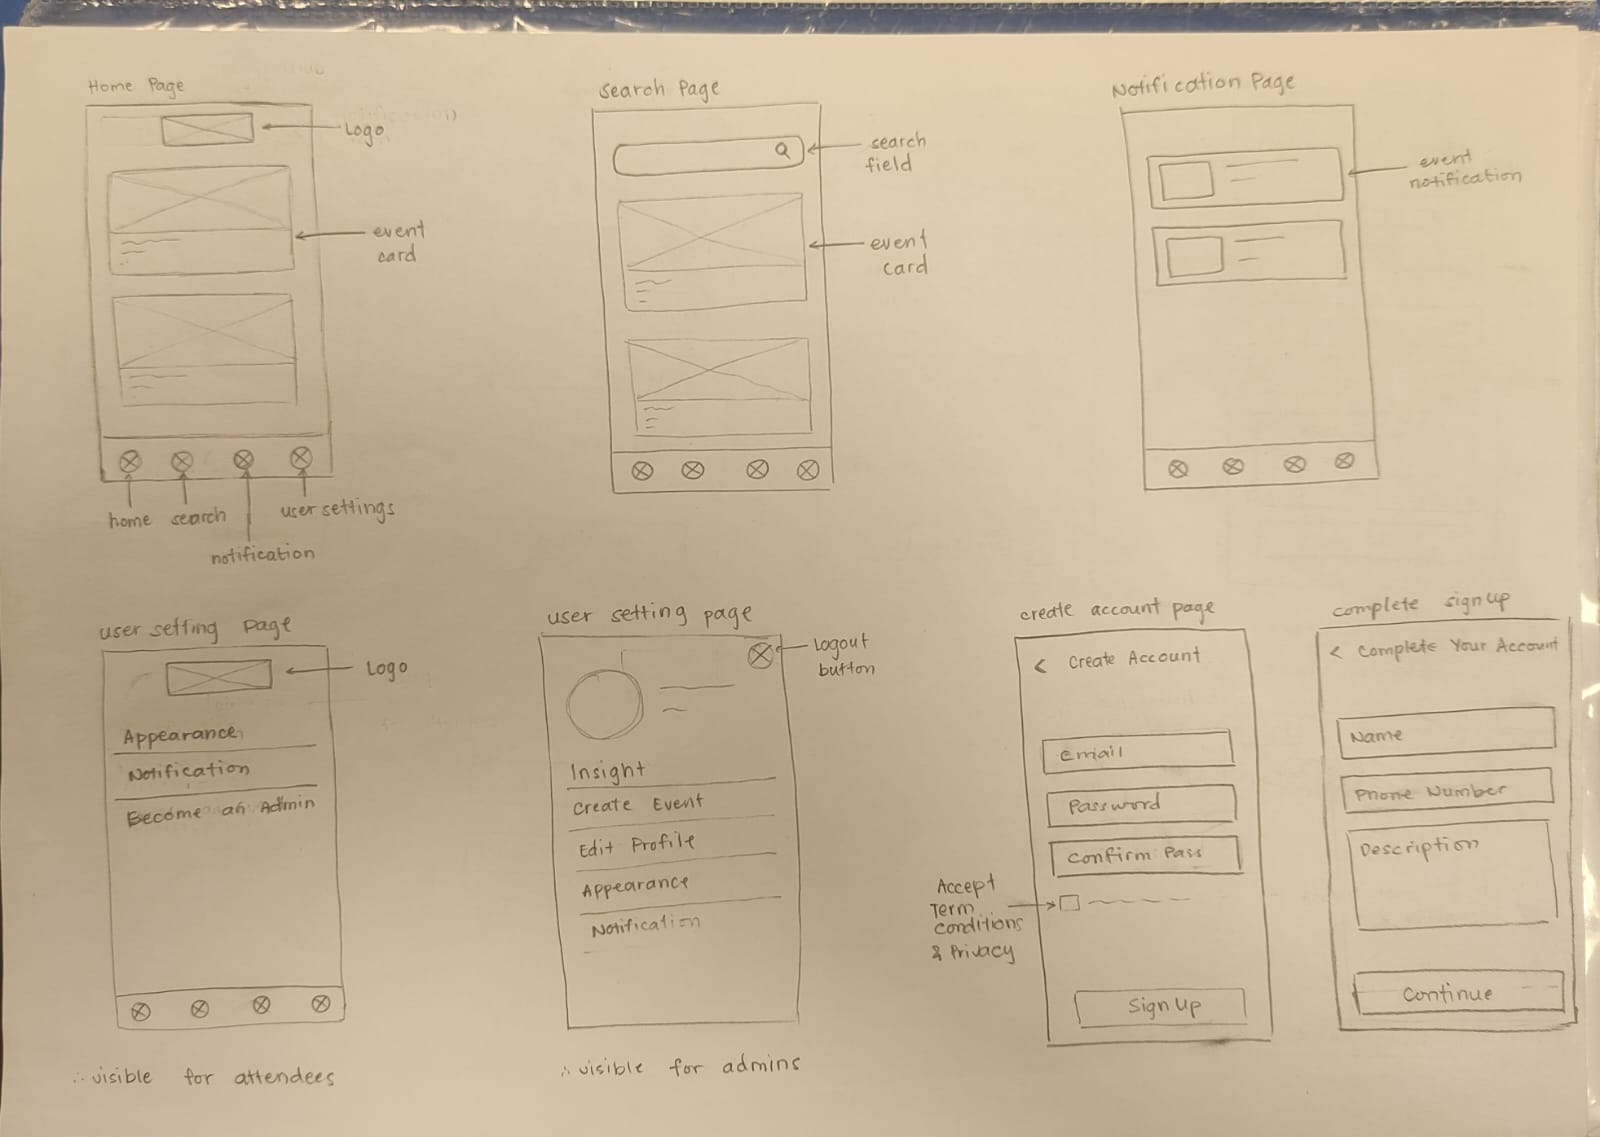 Home Page
Logo
event
card
home
search
notification
user settings
Search Page
search
field
event
card
Notification Page
event
notification
user setting page
Logo
Appearance
Notification
Become an Admin
∴ visible for attendees
user setting page
Logout
button
Insight
Create Event
Edit Profile
Appearance
Notification
∴ visible for admins
create account page
< Create Account
email
Password
Confirm Pass
Accept
Term
conditions
& Privacy
Sign Up
complete sign up
< Complete Your Account
Name
Phone Number
Description
Continue